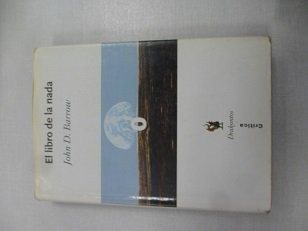 El libro de la nada
John D. Barrow
0
Drakontos
Crítica